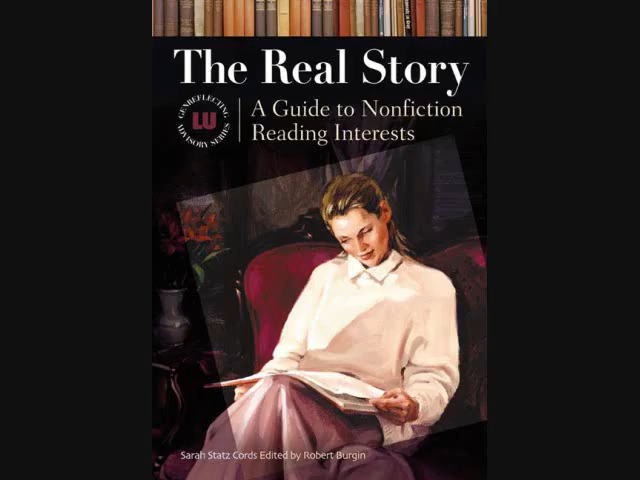 The Real Story
GENREFLECTING
LU
ADVISORY SERIES
A Guide to Nonfiction
Reading Interests
Sarah Statz Cords Edited by Robert Burgin